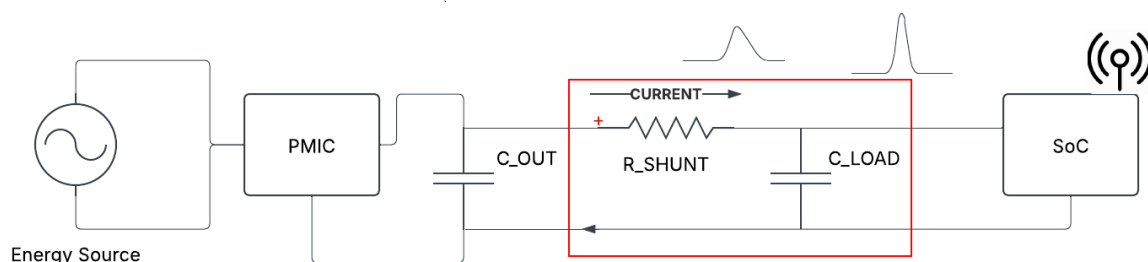 CURRENT
+
PMIC
C_OUT
R_SHUNT
C_LOAD
SoC
Energy Source